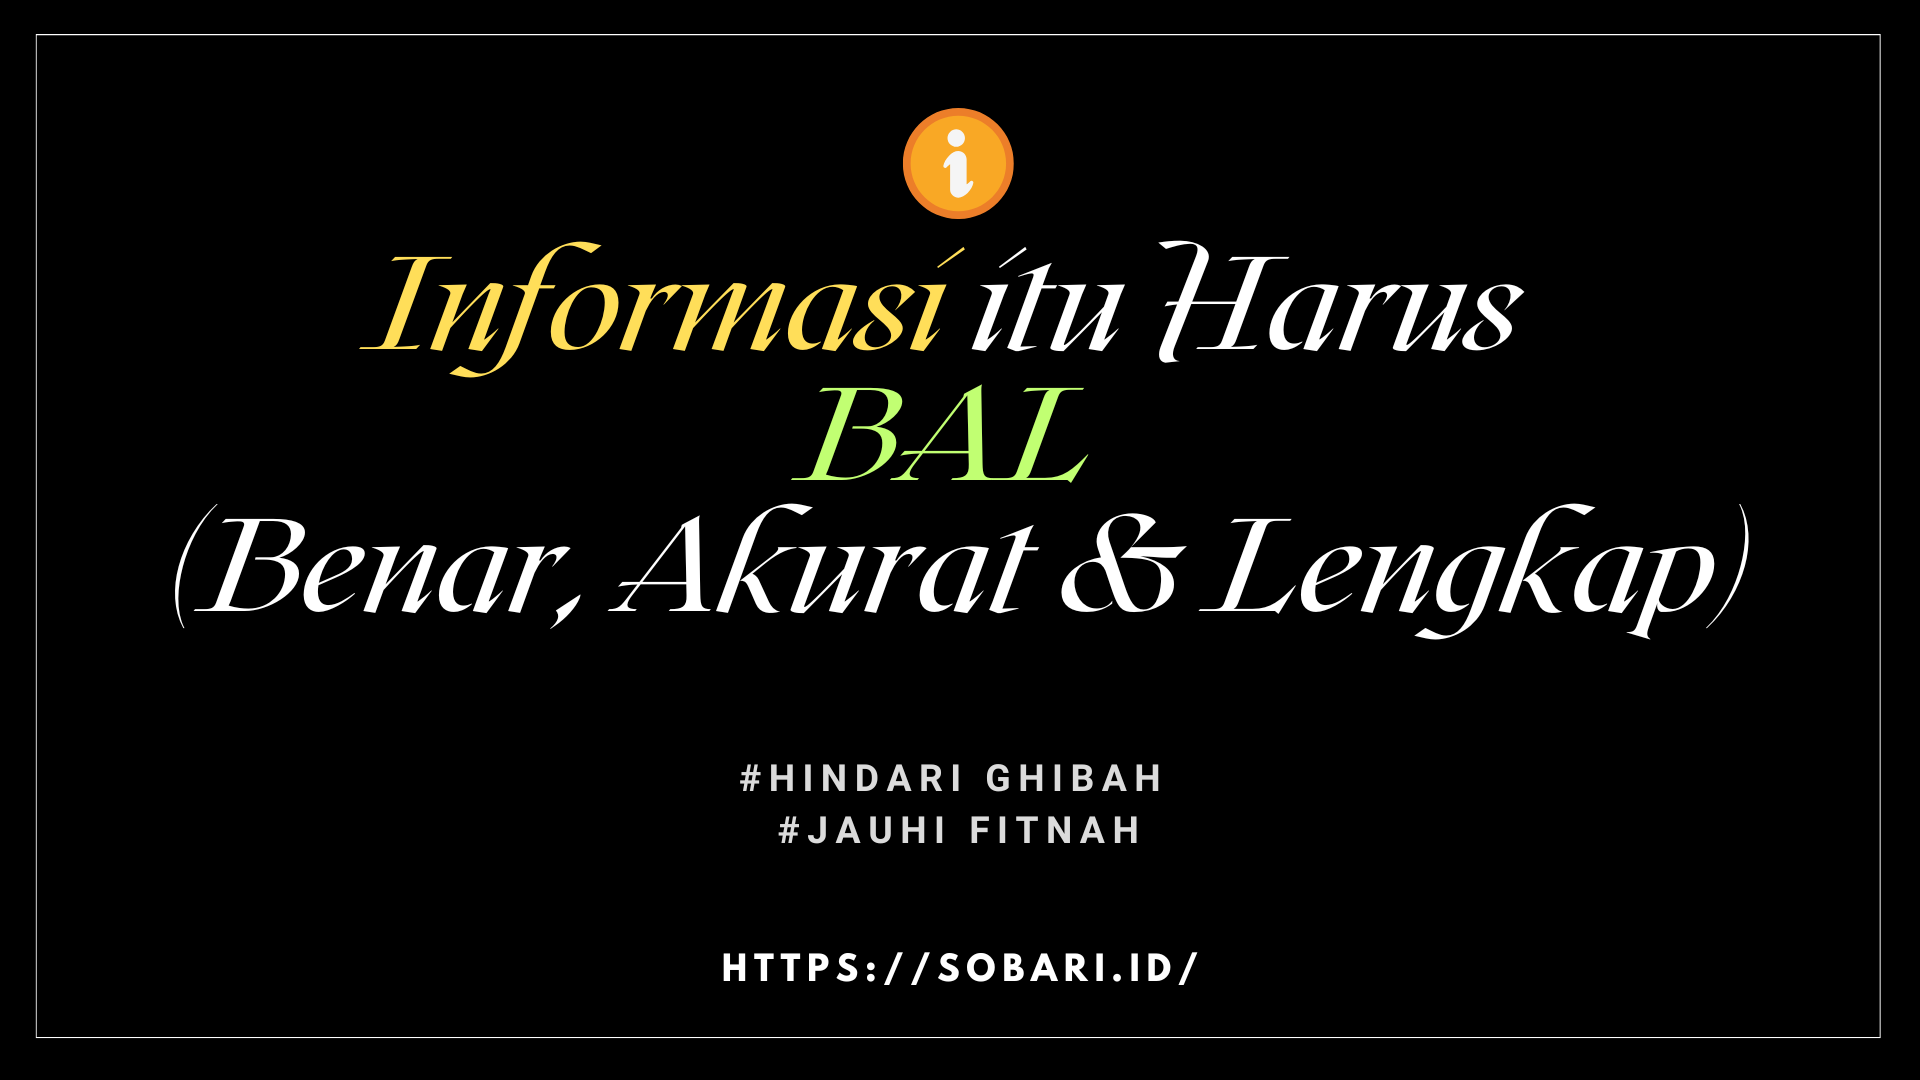 Informasi itu Harus
BAL
(Benar, Akurat & Lengkap)
#HINDARI GHIBAH
#JAUHI FITNAH
HTTPS://SOBARI.ID/